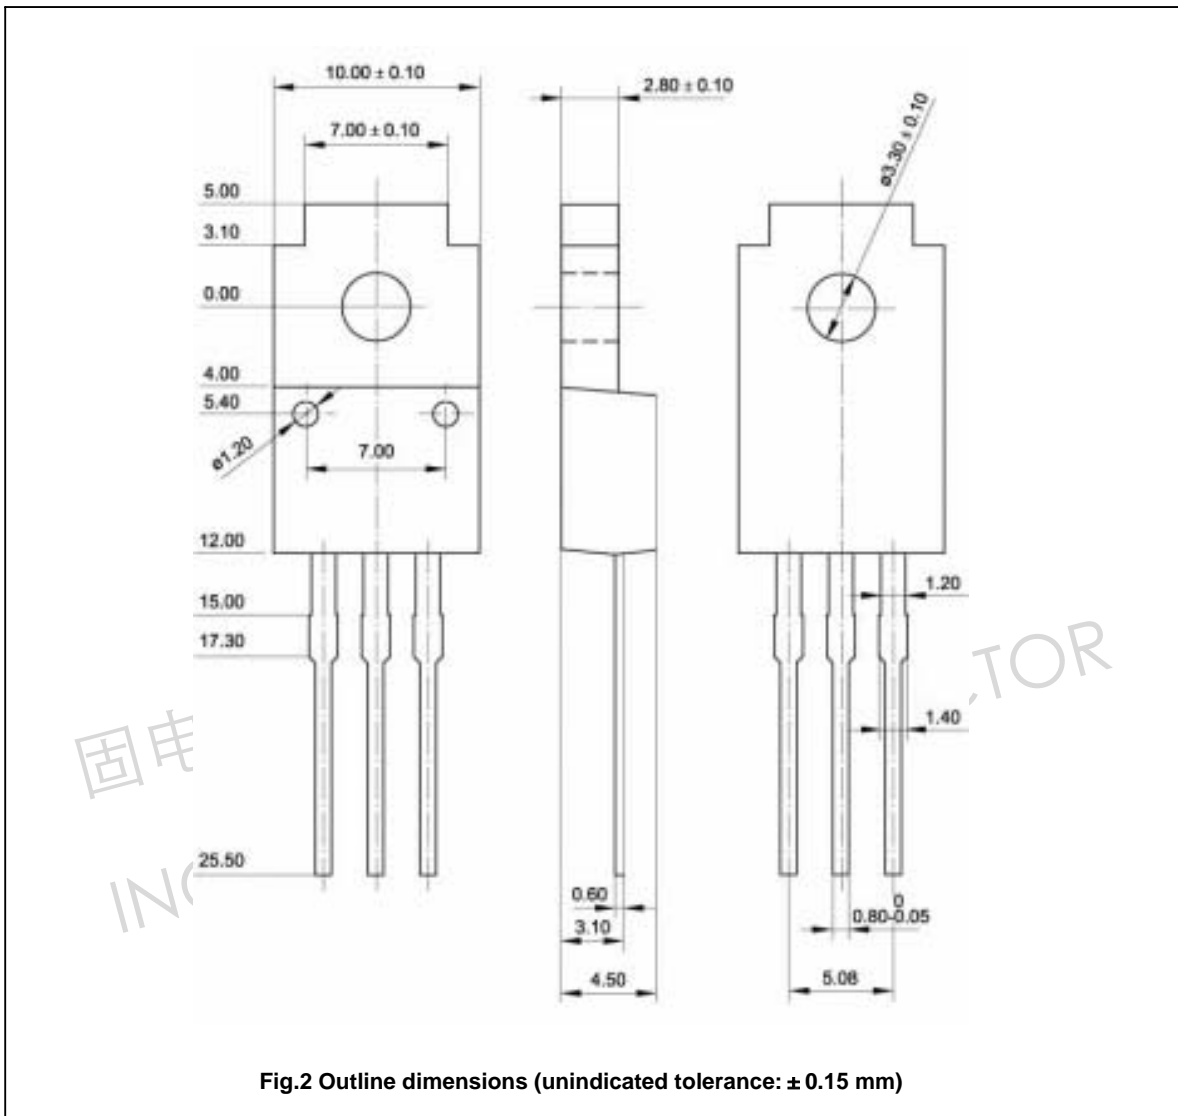 10.00 ± 0.10
2.80 ± 0.10
7.00 ± 0.10
ø3.30 ± 0.10
5.00
3.10
0.00
4.00
5.40
ø1.20
7.00
12.00
1.20
15.00
17.30
1.40
25.50
0.60
0
0.80-0.05
3.10
4.50
5.08
固电
TOR
Fig.2 Outline dimensions (unindicated tolerance: ± 0.15 mm)